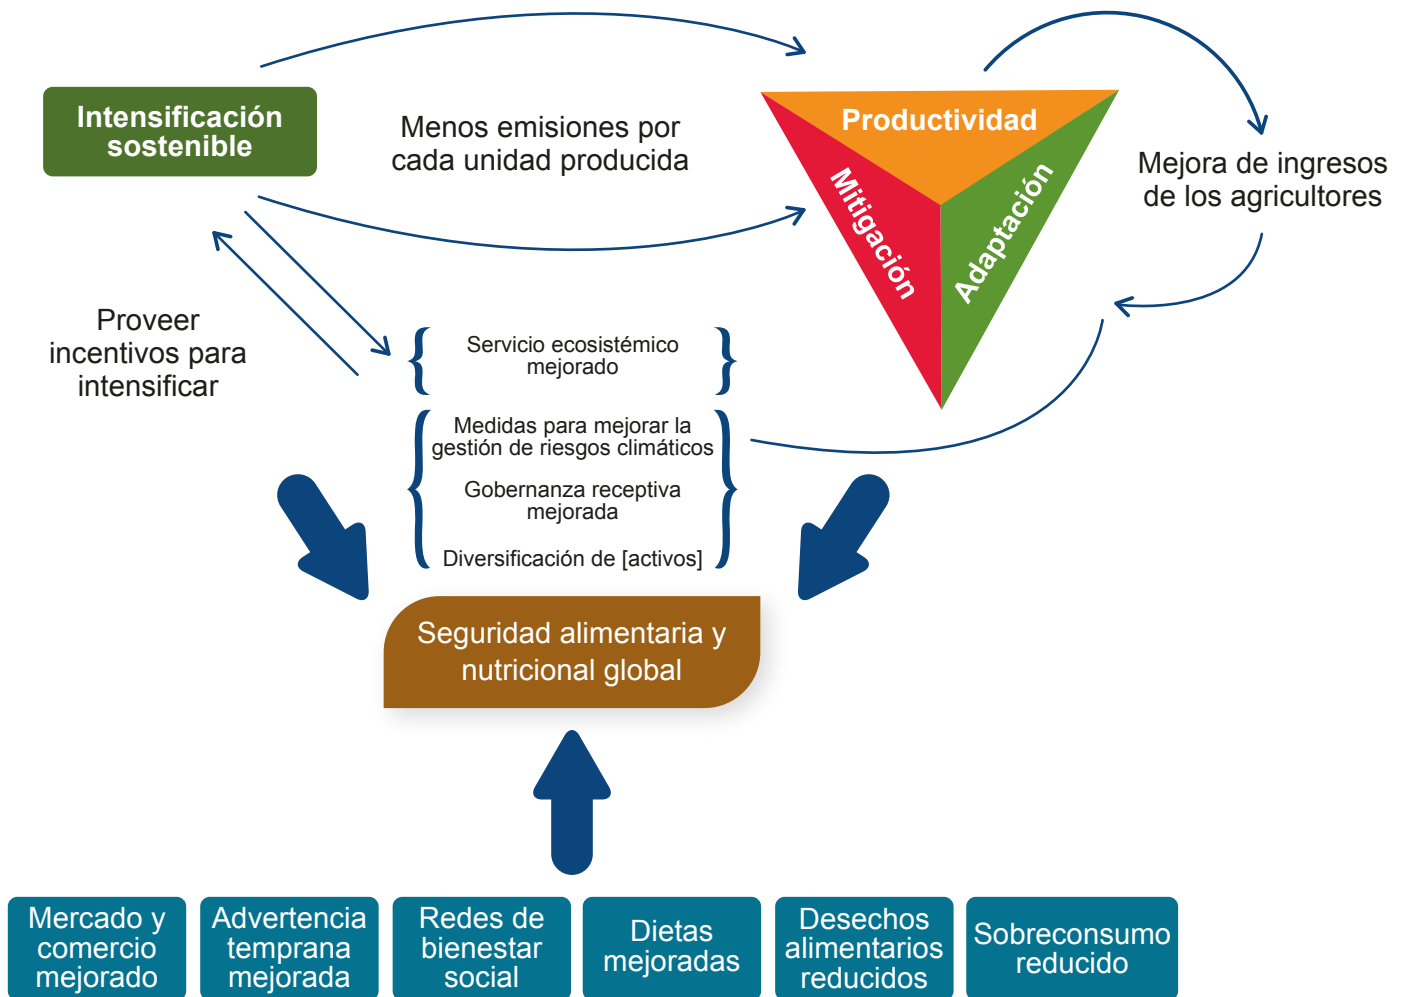 Intensificación
sostenible
Menos emisiones por
cada unidad producida
Productividad
Mitigación
Adaptación
Mejora de ingresos
de los agricultores
Proveer
incentivos para
intensificar
Servicio ecosistémico
mejorado
Medidas para mejorar la
gestión de riesgos climáticos
Gobernanza receptiva
mejorada
Diversificación de [activos]
Seguridad alimentaria y
nutricional global
Mercado y
comercio
mejorado
Advertencia
temprana
mejorada
Redes de
bienestar
social
Dietas
mejoradas
Desechos
alimentarios
reducidos
Sobreconsumo
reducido